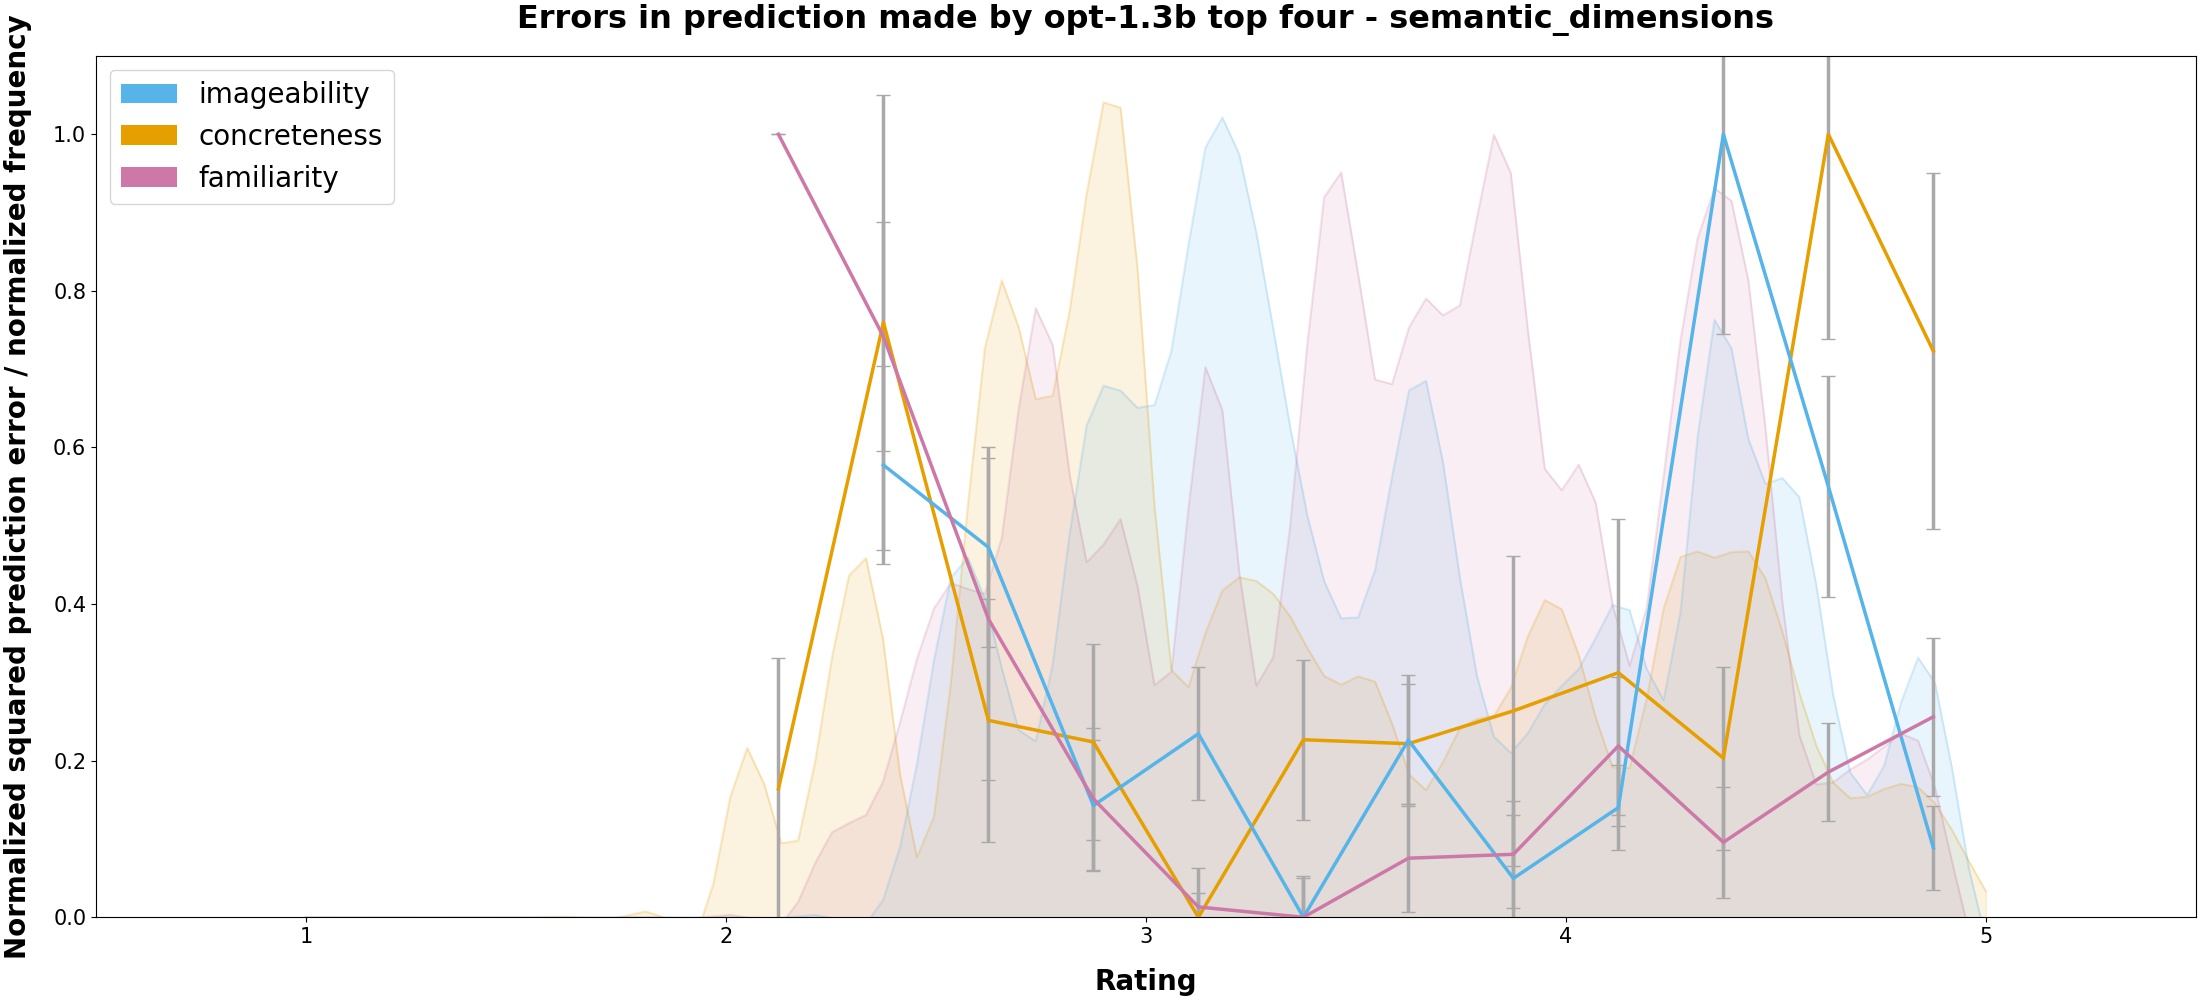 Errors in prediction made by opt-1.3b top four - semantic_dimensions
Normalized squared prediction error / normalized frequency
imageability
concreteness
familiarity
1.0
0.8
0.6
0.4
0.2
0.0
1 2 3 4 5
Rating